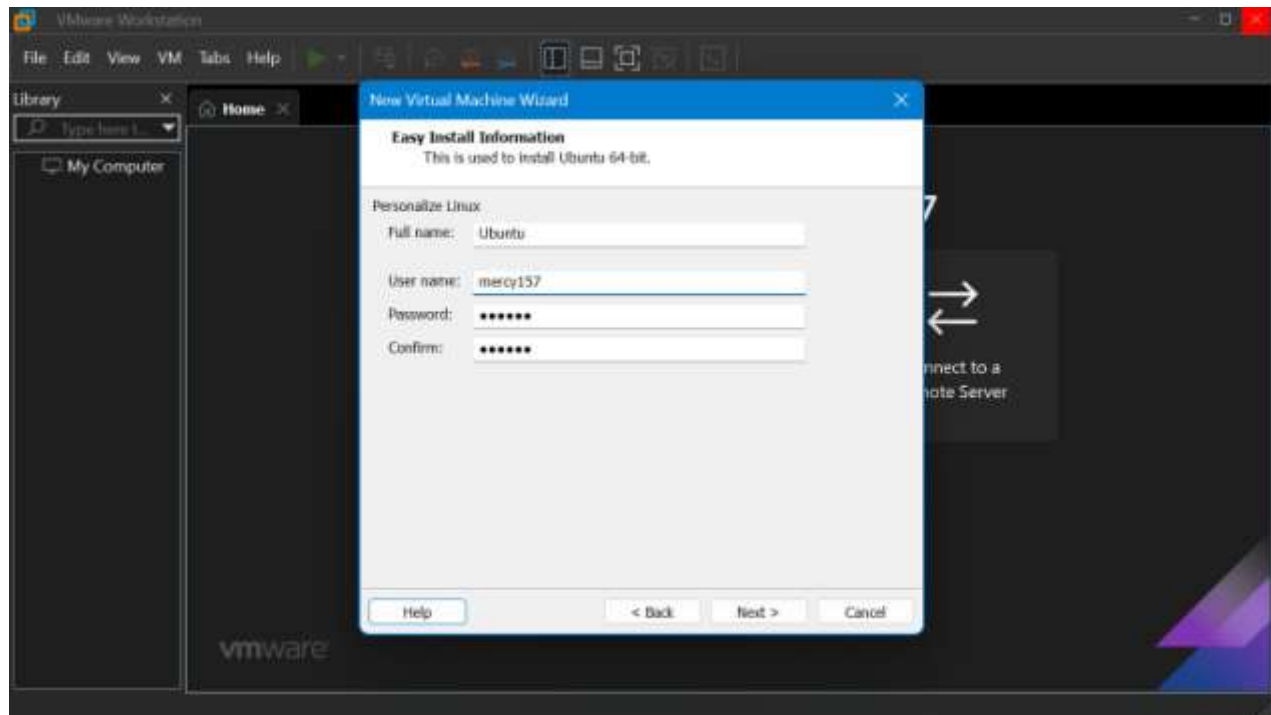 VMware Workstation
File Edit View VM Tabs Help
Library
Home
New Virtual Machine Wizard
Type here t...
My Computer
Easy Install Information
This is used to install Ubuntu 64-bit.
Personalize Linux
Full name: Ubuntu
User name: mercy157
Password: ●●●●●●
Confirm: ●●●●●●
7
nnect to a
note Server
Help < Back Next > Cancel
vmware